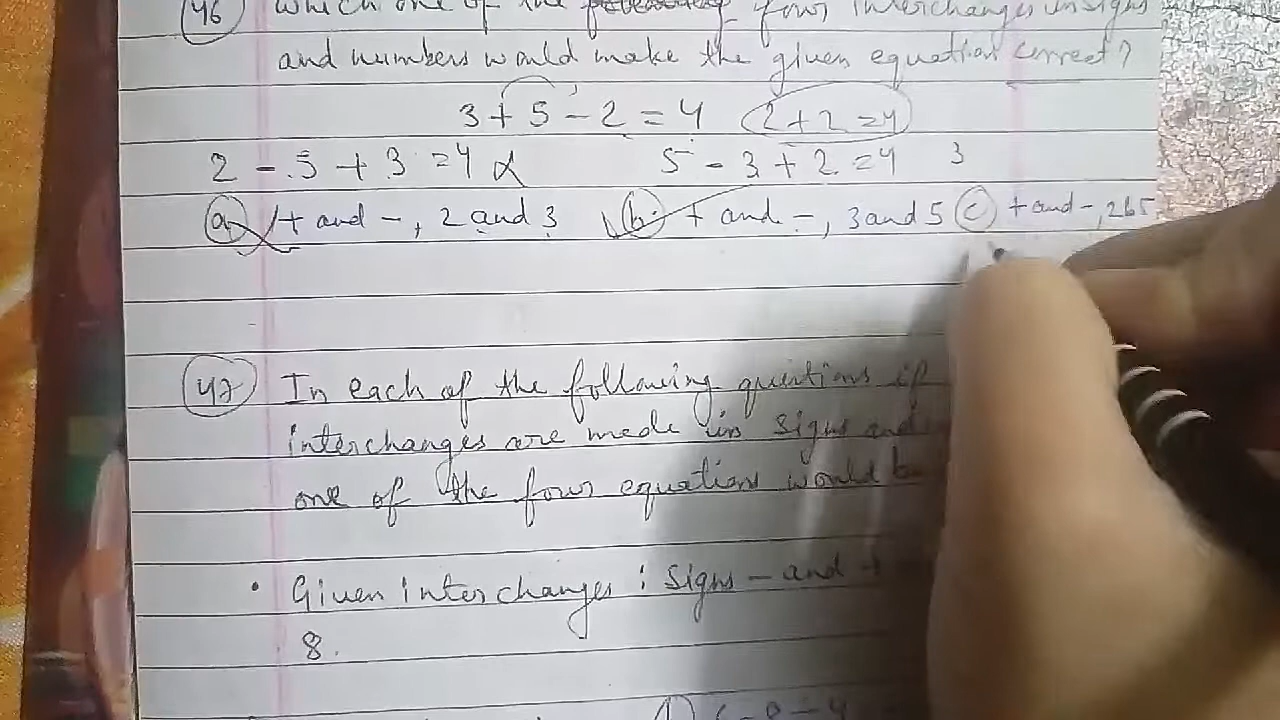 46 Which one of the four interchanges in signs
and numbers would make the given equation correct?
3 + 5 - 2 = 4 2 + 2 = 4
2 - 5 + 3 = 4 5 - 3 + 2 = 4 3
(a) + and -, 2 and 3 (b) + and -, 3 and 5 (c) + and -, 2&5
47 In each of the following questions if
interchanges are made in signs and
one of the four equations would
• Given interchanges : Signs - and
8.